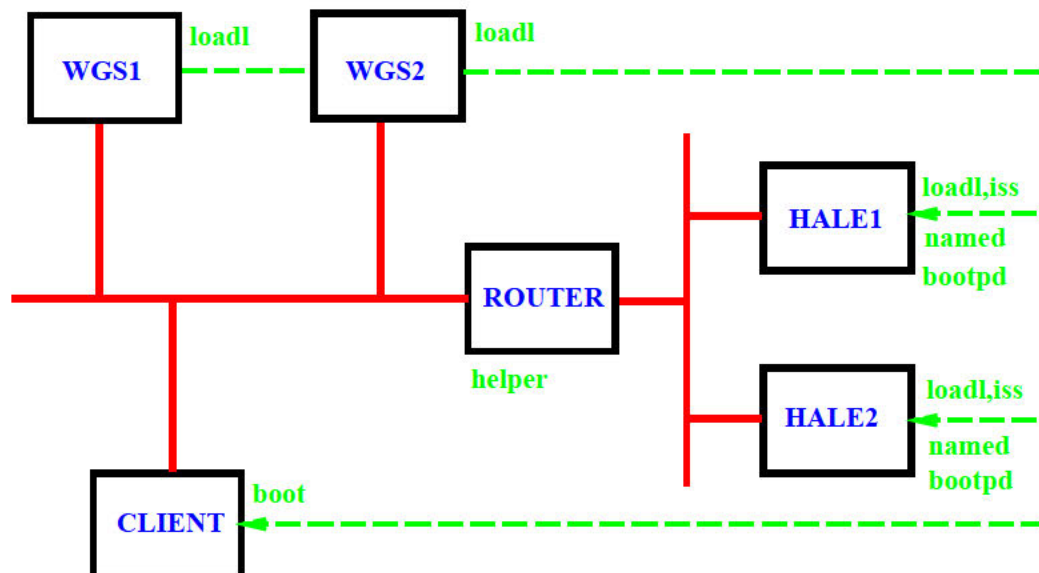 loadl
WGS1
loadl
WGS2
loadl,iss
HALE1
named
bootpd
ROUTER
helper
loadl,iss
HALE2
named
bootpd
boot
CLIENT